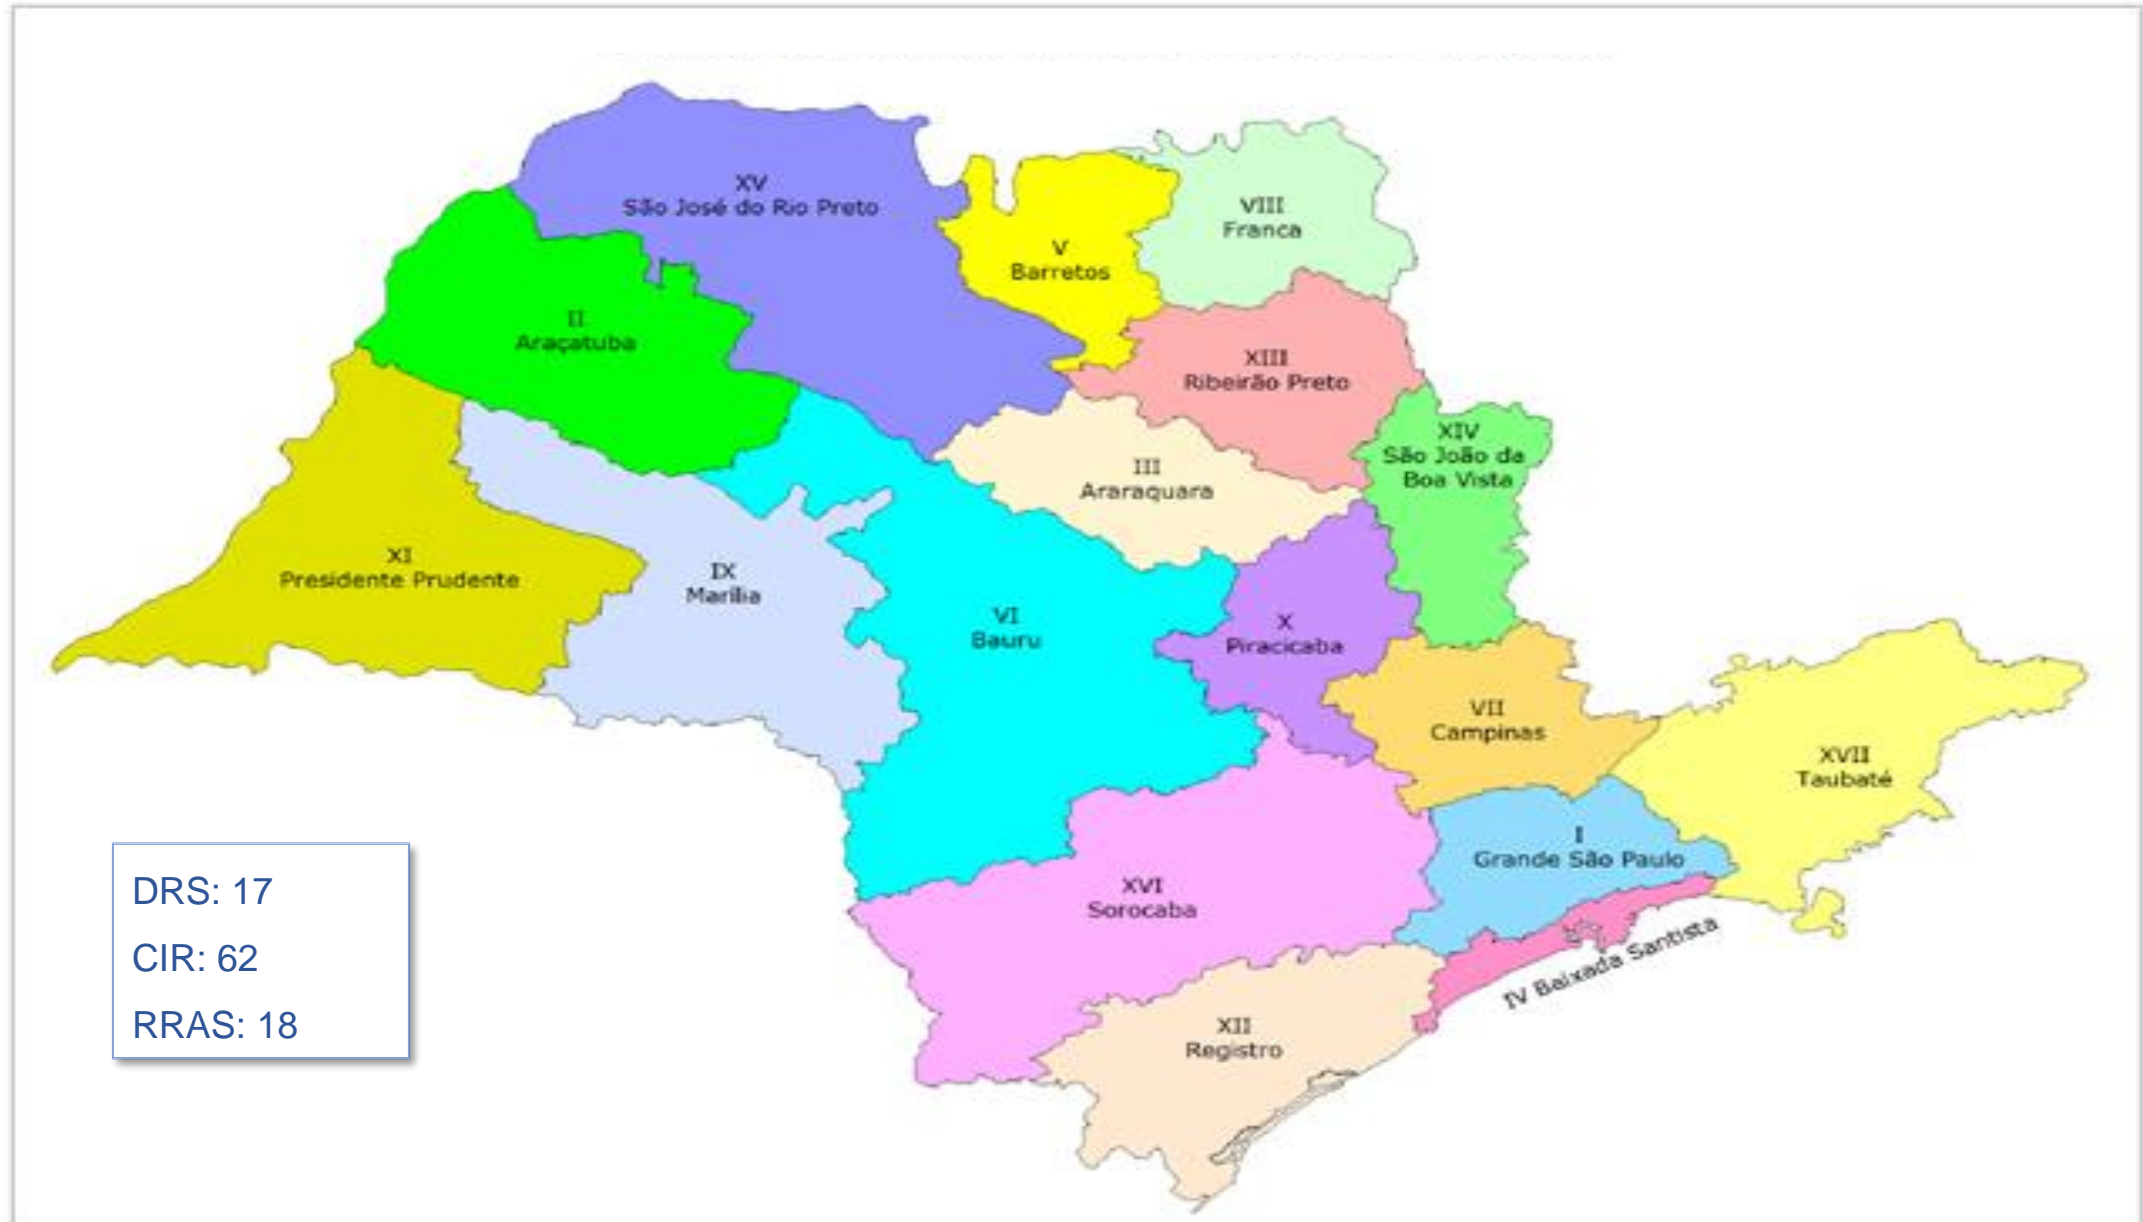 XV
São José do Rio Preto
VIII
Franca
V
Barretos
II
Araçatuba
XIII
Ribeirão Preto
XIV
São João da
Boa Vista
III
Araraquara
XI
Presidente Prudente
IX
Marília
VI
Bauru
X
Piracicaba
VII
Campinas
XVII
Taubaté
I
Grande São Paulo
XVI
Sorocaba
IV Baixada Santista
XII
Registro
DRS: 17
CIR: 62
RRAS: 18